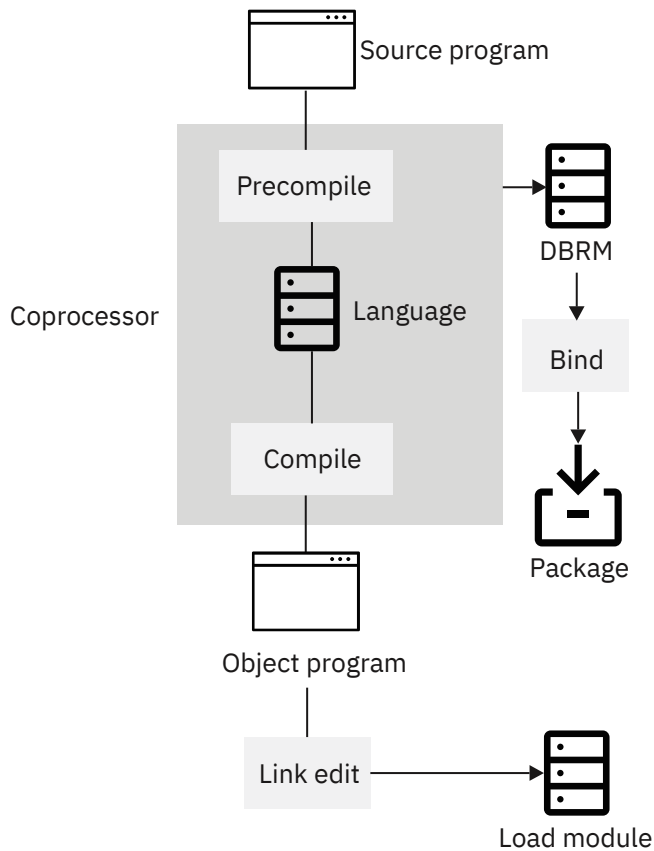 Source program
Precompile
DBRM
Coprocessor
Language
Bind
Compile
Package
Object program
Link edit
Load module